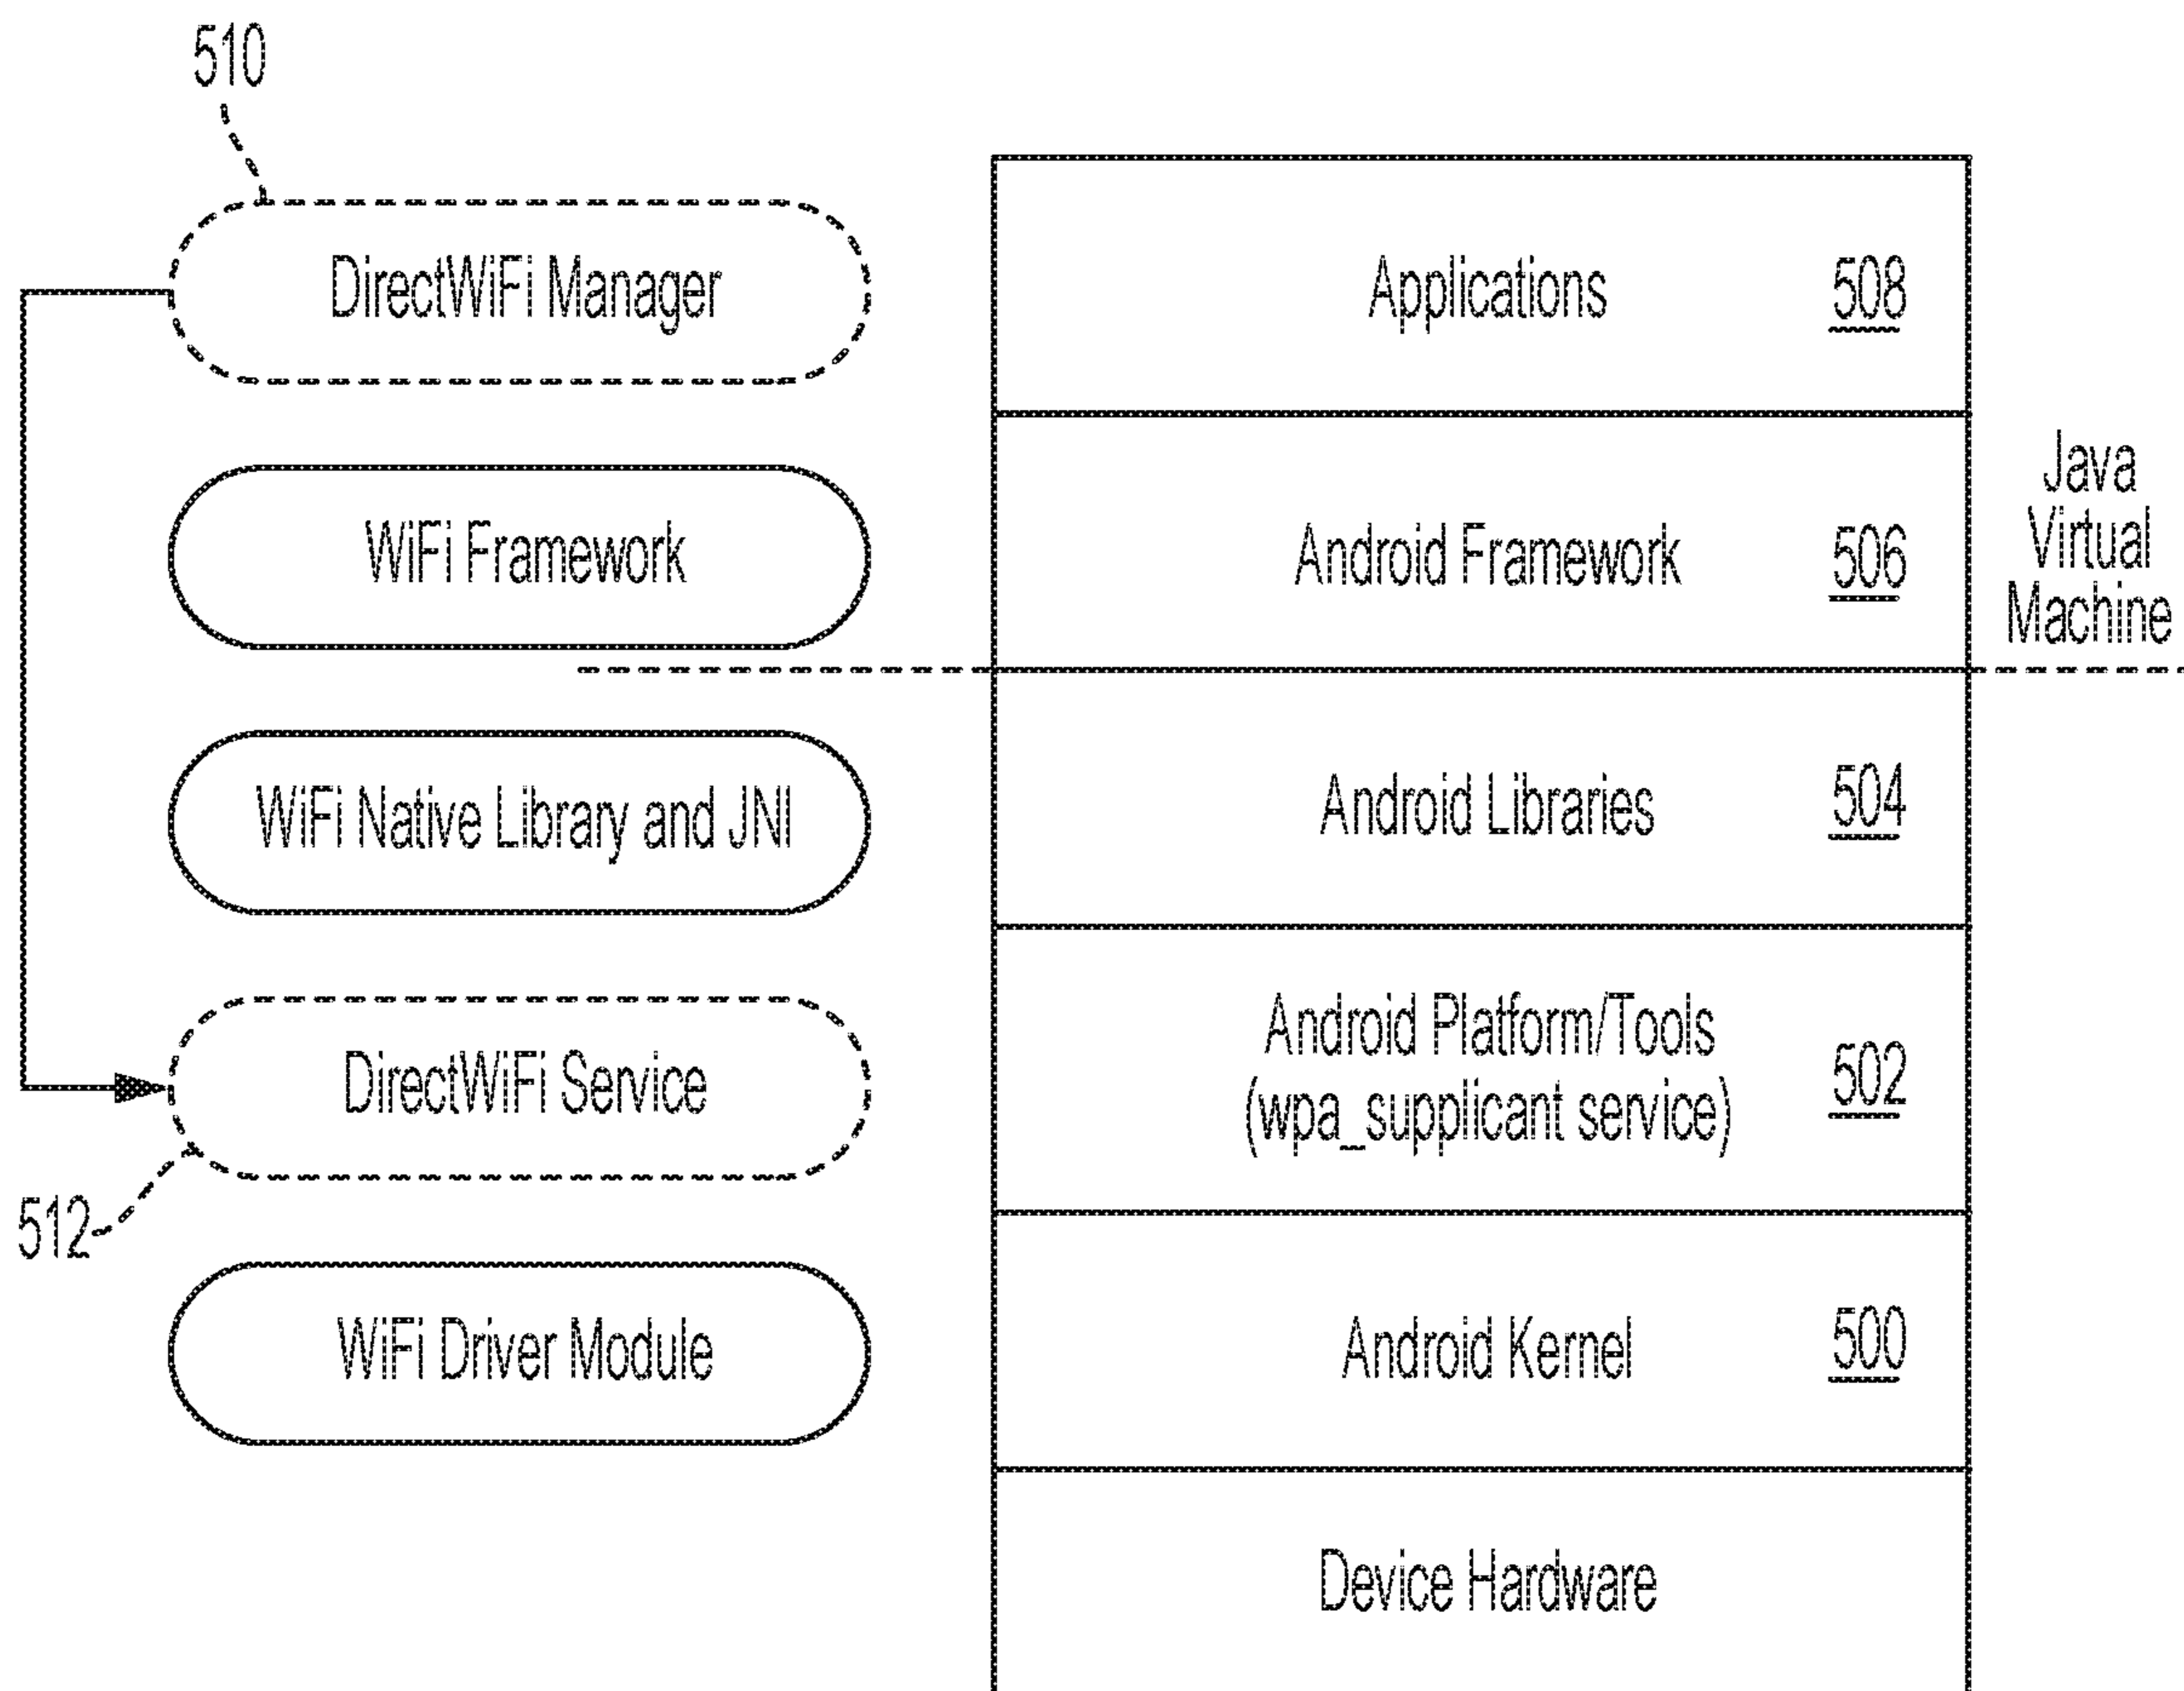 510
DirectWiFi Manager
Applications 508
WiFi Framework
Android Framework 506
Java
Virtual
Machine
WiFi Native Library and JNI
Android Libraries 504
DirectWiFi Service
512
Android Platform/Tools
(wpa_supplicant service)
502
WiFi Driver Module
Android Kernel 500
Device Hardware